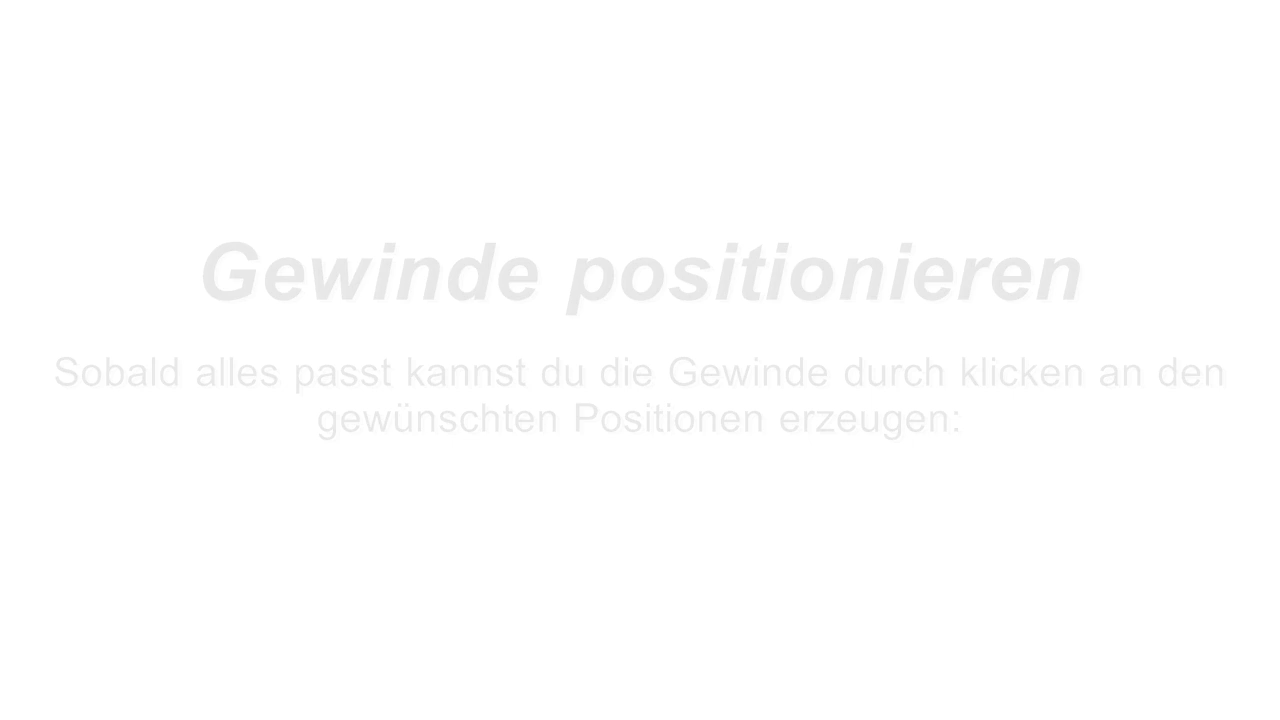 Gewinde positionieren
Sobald alles passt kannst du die Gewinde durch klicken an den
gewünschten Positionen erzeugen: